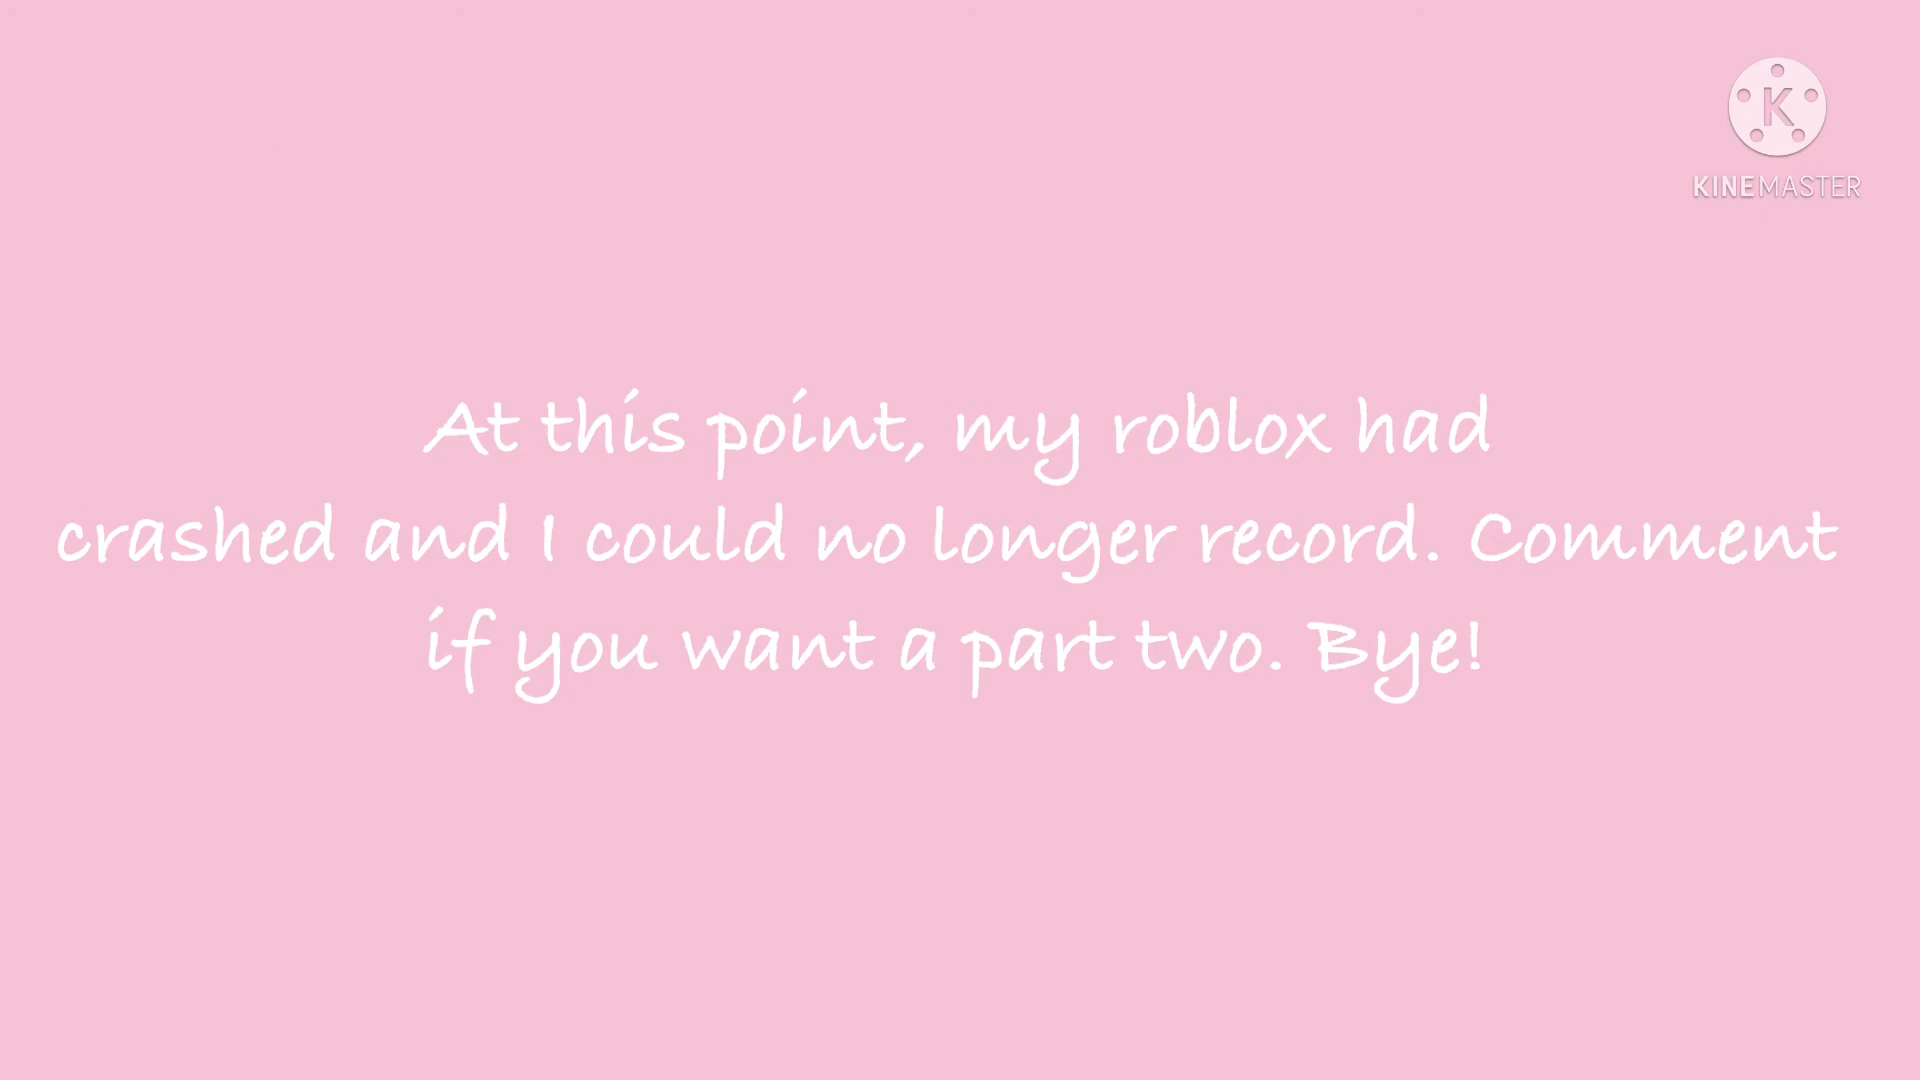 K
KINEMASTER
At this point, my roblox had
crashed and I could no longer record. Comment
if you want a part two. Bye!